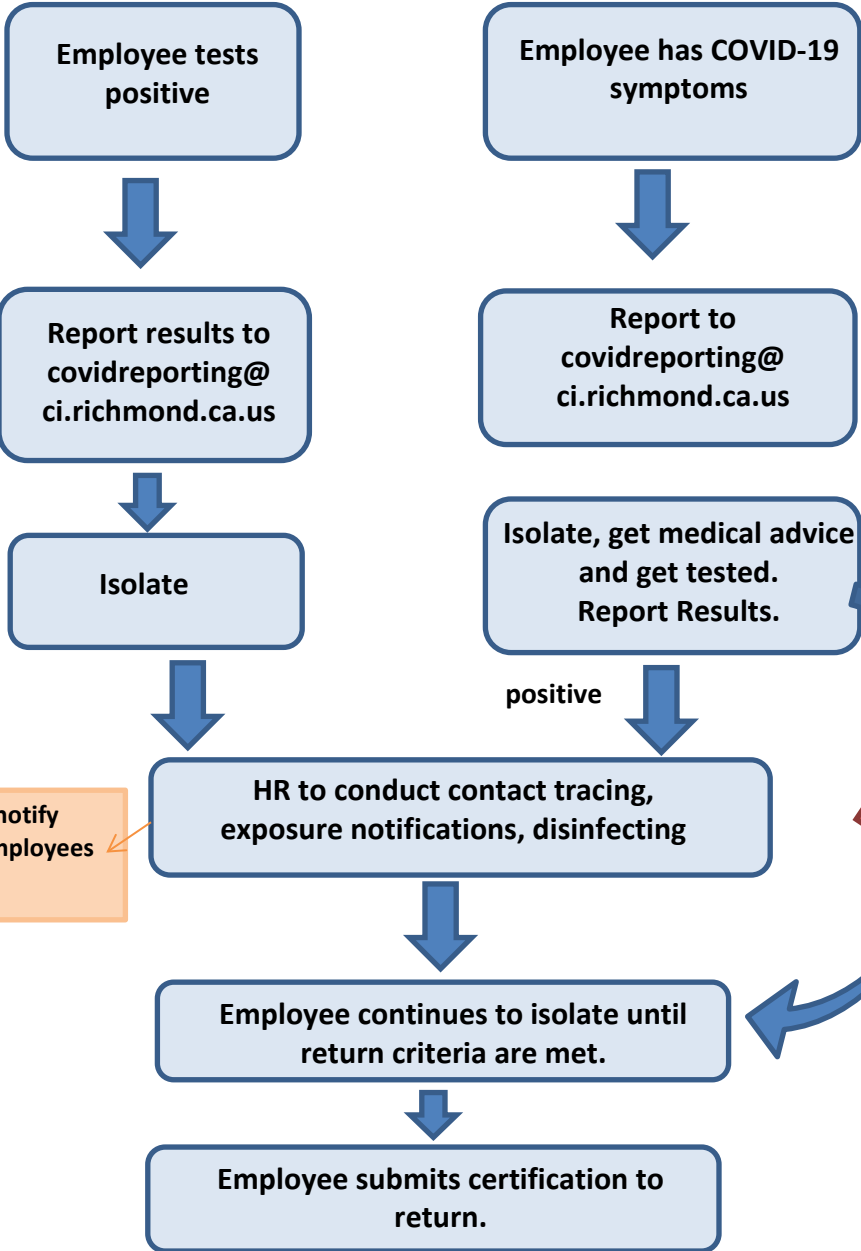 Employee tests
positive
Employee has COVID-19
symptoms
Report results to
covidreporting@
ci.richmond.ca.us
Report to
covidreporting@
ci.richmond.ca.us
Isolate
Isolate, get medical advice
and get tested.
Report Results.
positive
HR to conduct contact tracing,
exposure notifications, disinfecting
notify
employees
Employee continues to isolate until
return criteria are met.
Employee submits certification to
return.